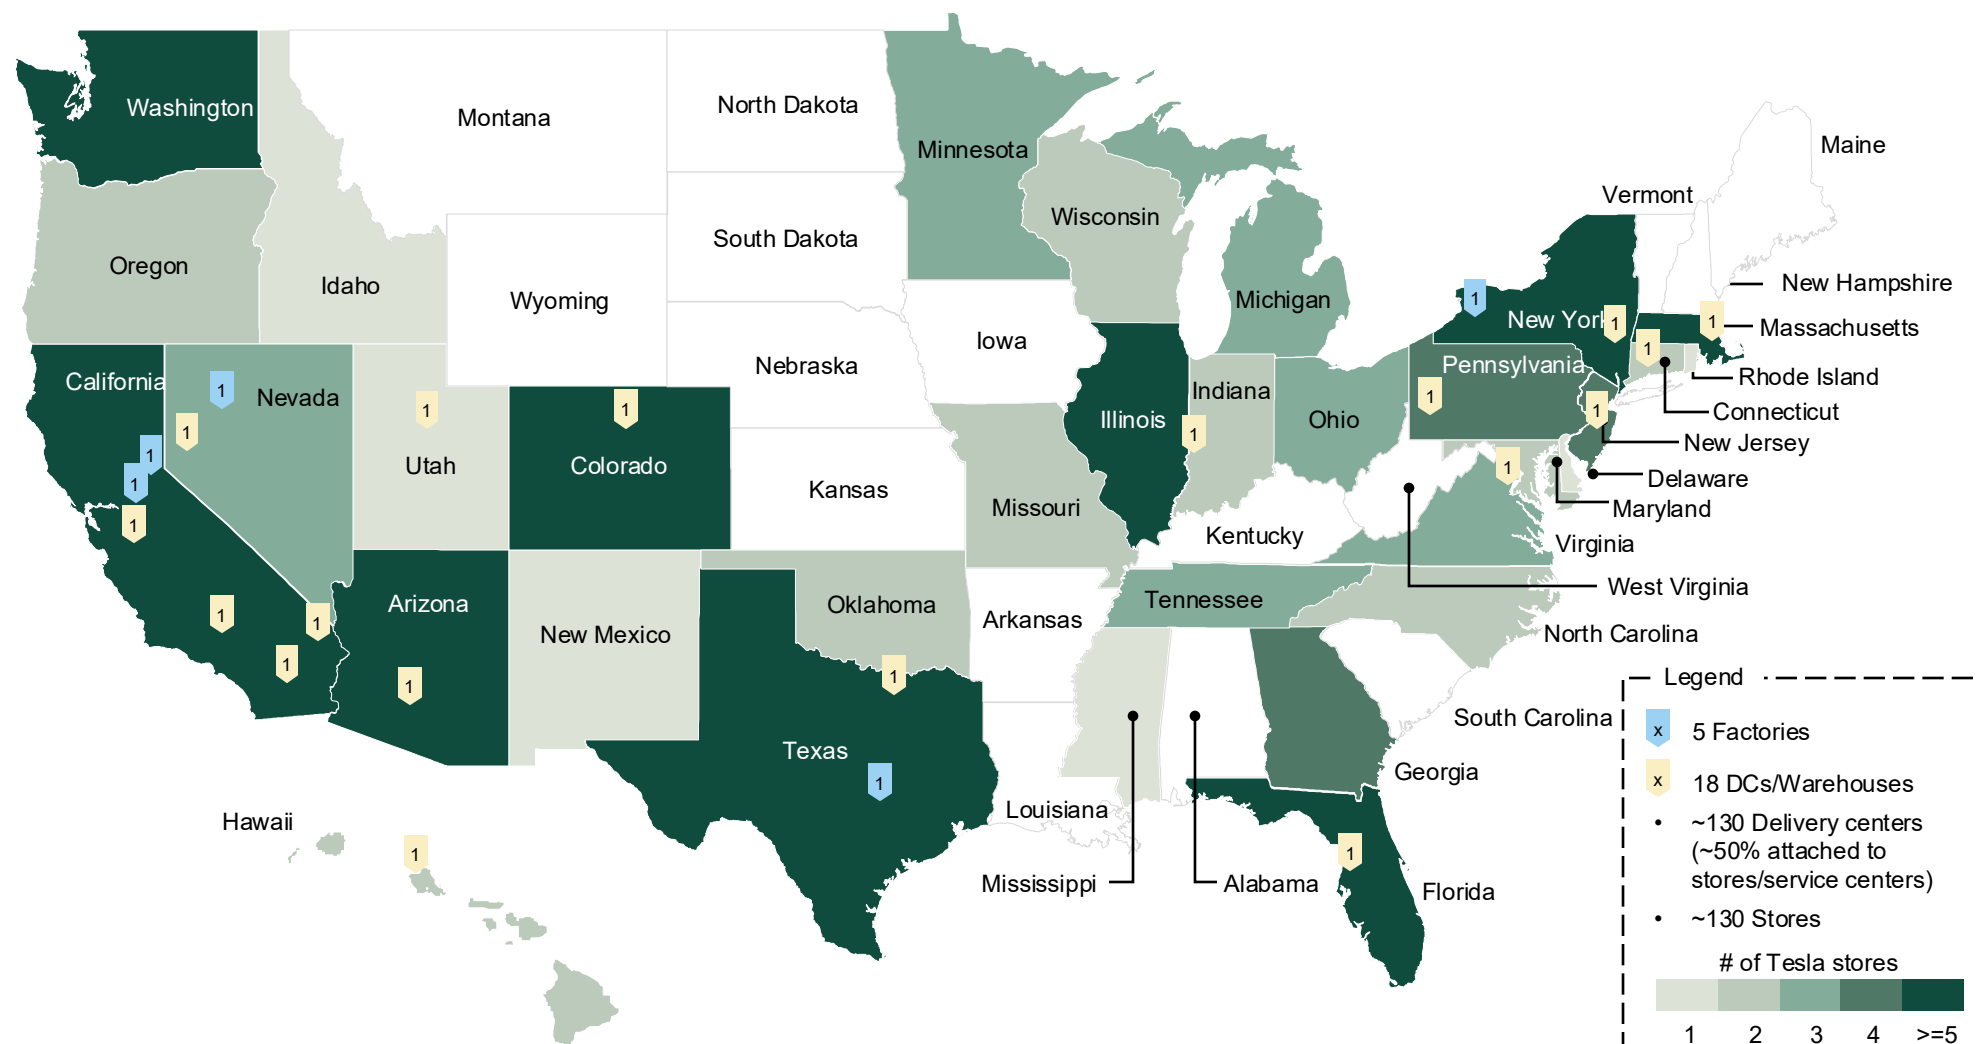 Washington
Montana
North Dakota
Minnesota
Maine
Vermont
Wisconsin
South Dakota
Oregon
Idaho
Wyoming
Michigan
New Hampshire
1
New York
1
1
Massachusetts
Iowa
Nebraska
1
Pennsylvania
California
1
Nevada
Indiana
1
Rhode Island
1
1
Illinois
Ohio
1
Connecticut
1
1
New Jersey
1
Utah
Colorado
1
Delaware
1
Kansas
Missouri
Maryland
1
Kentucky
Virginia
West Virginia
Arizona
Oklahoma
Tennessee
1
1
New Mexico
Arkansas
North Carolina
1
1
1
Legend
South Carolina
x 5 Factories
Texas
1
Georgia
x 18 DCs/Warehouses
Hawaii
Louisiana
• ~130 Delivery centers
(~50% attached to
stores/service centers)
1
1
Mississippi
Alabama
Florida
• ~130 Stores
# of Tesla stores
1 2 3 4 >=5